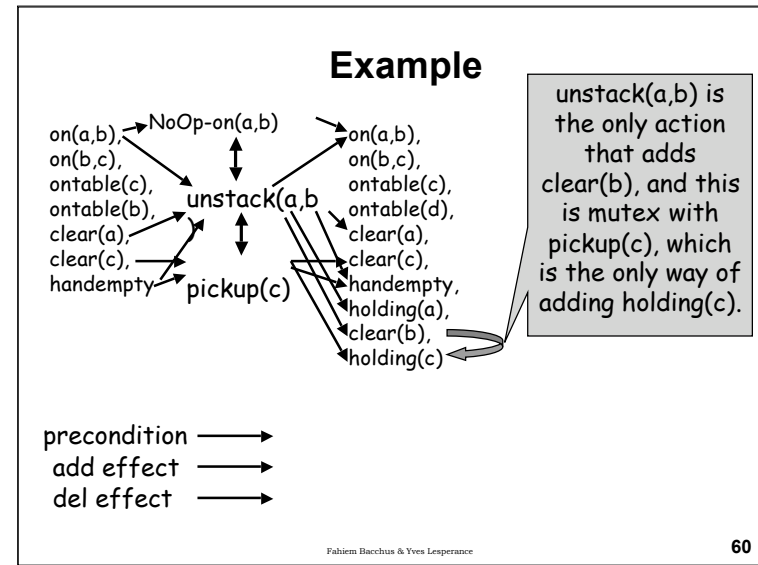 Example
on(a,b),
on(b,c),
ontable(c),
ontable(b),
clear(a),
clear(c),
handempty
NoOp-on(a,b)
unstack(a,b
)
pickup(c)
on(a,b),
on(b,c),
ontable(c),
ontable(d),
clear(a),
clear(c),
handempty,
holding(a),
clear(b),
holding(c)
unstack(a,b) is
the only action
that adds
clear(b), and this
is mutex with
pickup(c), which
is the only way of
adding holding(c).
precondition
add effect
del effect
Fahiem Bacchus & Yves Lesperance
60